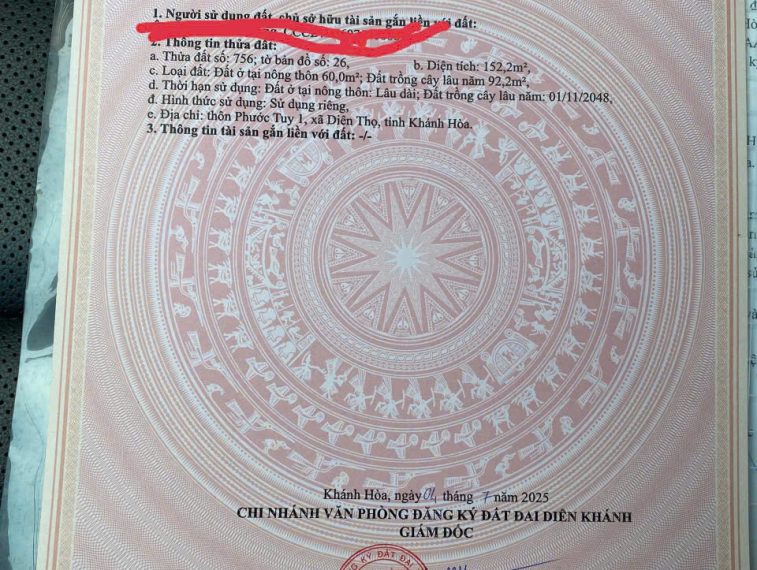 1. Người sử dụng đất, chủ sở hữu tài sản gắn liền với đất:
2. Thông tin thửa đất:
a. Thửa đất số: 756; tờ bản đồ số: 26, b. Diện tích: 152,2m²,
c. Loại đất: Đất ở tại nông thôn 60,0m²; Đất trồng cây lâu năm 92,2m²,
d. Thời hạn sử dụng: Đất ở tại nông thôn: Lâu dài; Đất trồng cây lâu năm: 01/11/2048,
đ. Hình thức sử dụng: Sử dụng riêng,
e. Địa chỉ: thôn Phước Tuy 1, xã Diên Thọ, tỉnh Khánh Hòa.
3. Thông tin tài sản gắn liền với đất: -/-
Khánh Hòa, ngày 04 tháng 7 năm 2025
CHI NHÁNH VĂN PHÒNG ĐĂNG KÝ ĐẤT ĐAI DIÊN KHÁNH
GIÁM ĐỐC
KÝ ĐẤT ĐAI